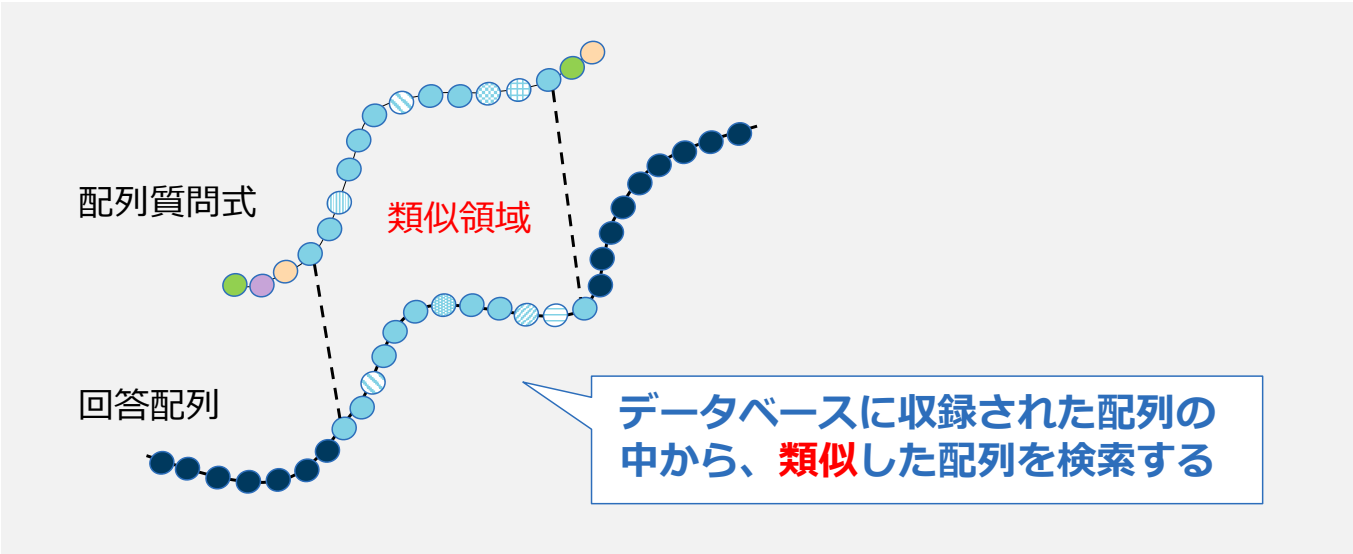 配列質問式
類似領域
回答配列
データベースに収録された配列の
中から、類似した配列を検索する